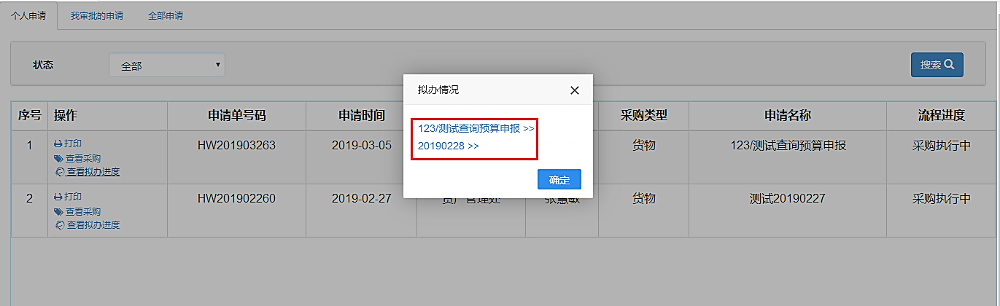 个人申请 我审批的申请 全部申请
状态 全部 搜索
拟办情况
123/测试查询预算申报 >>
20190228 >>
确定
序号 操作 申请单号码 申请时间 采购类型 申请名称 流程进度
1 打印 HW201903263 2019-03-05 货物 123/测试查询预算申报 采购执行中
查看采购
查看拟办进度
2 打印 HW201902260 2019-02-27 资产管理处 张慧敏 货物 测试20190227 采购执行中
查看采购
查看拟办进度